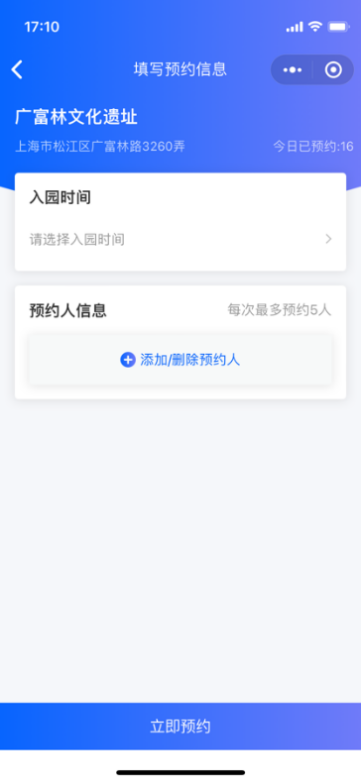 17:10
填写预约信息
广富林文化遗址
上海市松江区广富林路3260弄 今日已预约:16
入园时间
请选择入园时间
预约人信息 每次最多预约5人
添加/删除预约人
立即预约